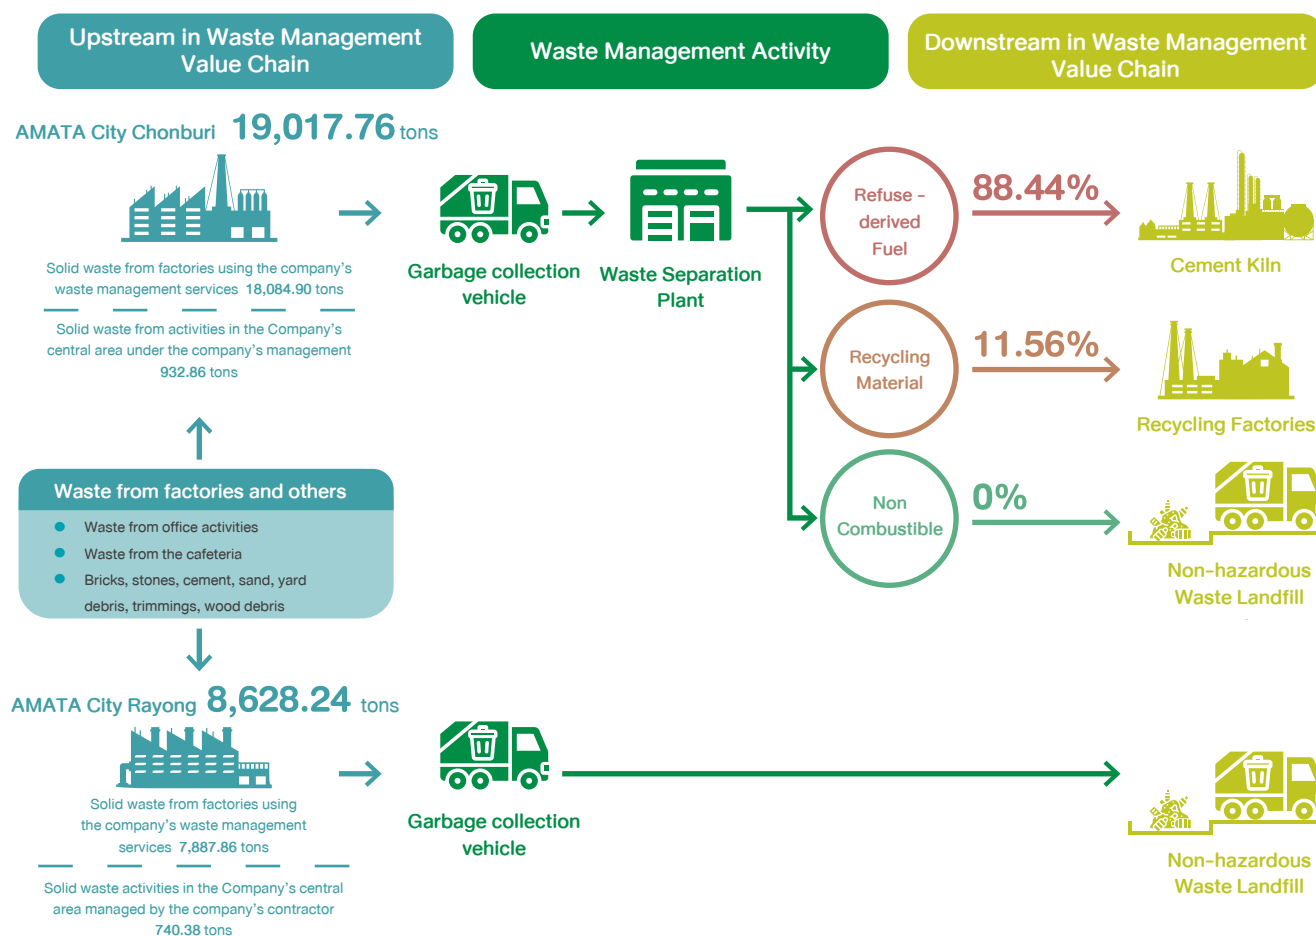 Upstream in Waste Management
Value Chain
Waste Management Activity
Downstream in Waste Management
Value Chain
AMATA City Chonburi 19,017.76 tons
Solid waste from factories using the company's
waste management services 18,084.90 tons
Solid waste from activities in the Company's
central area under the company's management
932.86 tons
Garbage collection
vehicle
Waste Separation
Plant
Refuse -
derived
Fuel
88.44%
Cement Kiln
Recycling
Material
11.56%
Recycling Factories
Non
Combustible
0%
Non-hazardous
Waste Landfill
Waste from factories and others
Waste from office activities
Waste from the cafeteria
Bricks, stones, cement, sand, yard
debris, trimmings, wood debris
AMATA City Rayong 8,628.24 tons
Solid waste from factories using
the company's waste management
services 7,887.86 tons
Solid waste activities in the Company's central
area managed by the company's contractor
740.38 tons
Garbage collection
vehicle
Non-hazardous
Waste Landfill